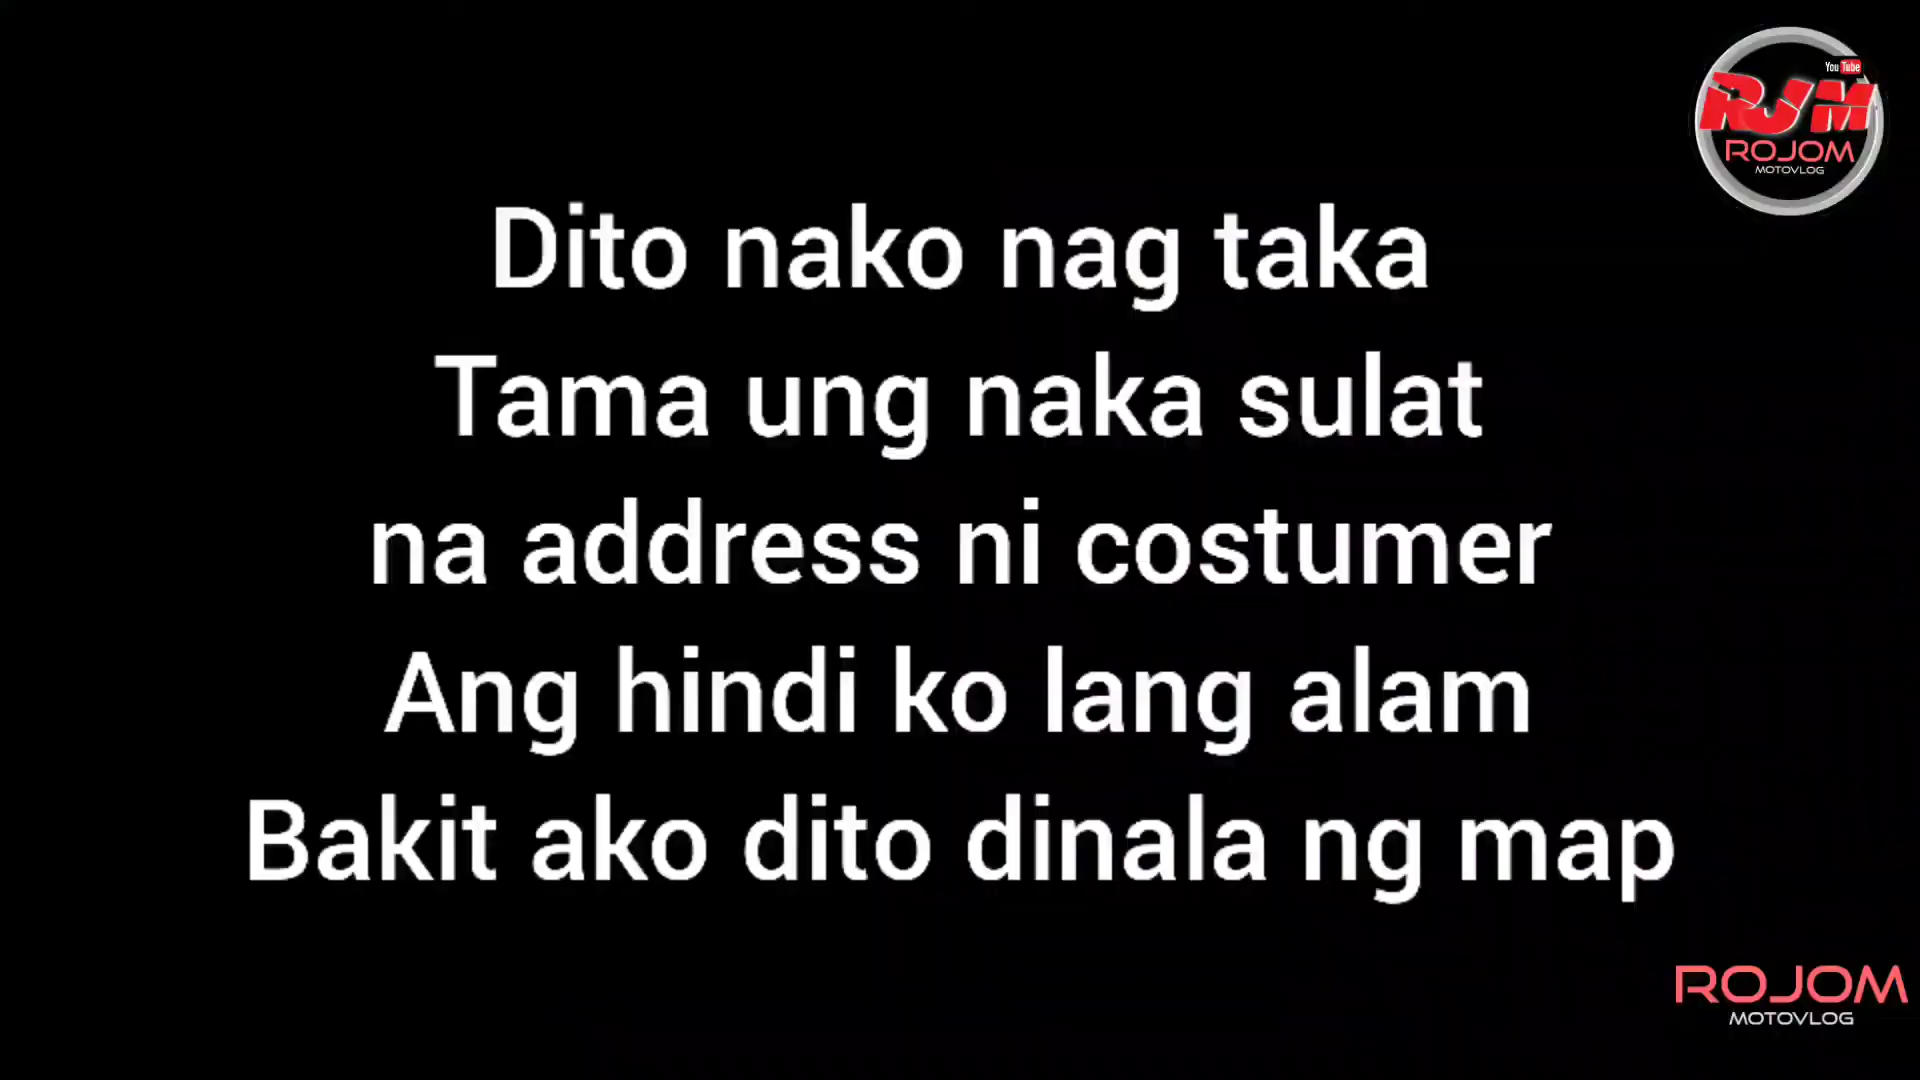 You Tube
RJM
ROJOM
MOTOVLOG
Dito nako nag taka
Tama ung naka sulat
na address ni costumer
Ang hindi ko lang alam
Bakit ako dito dinala ng map
ROJOM
MOTOVLOG